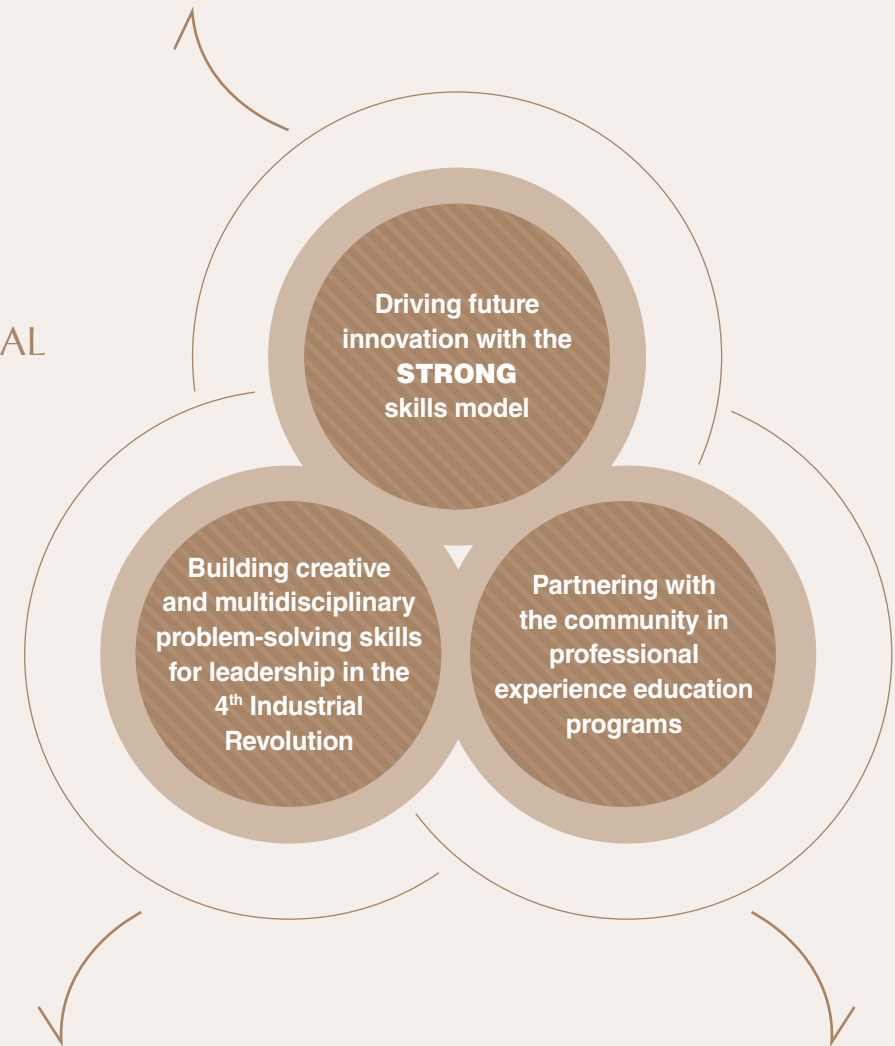 AL
Driving future
innovation with the
STRONG
skills model
Building creative
and multidisciplinary
problem-solving skills
for leadership in the
4th Industrial
Revolution
Partnering with
the community in
professional
experience education
programs